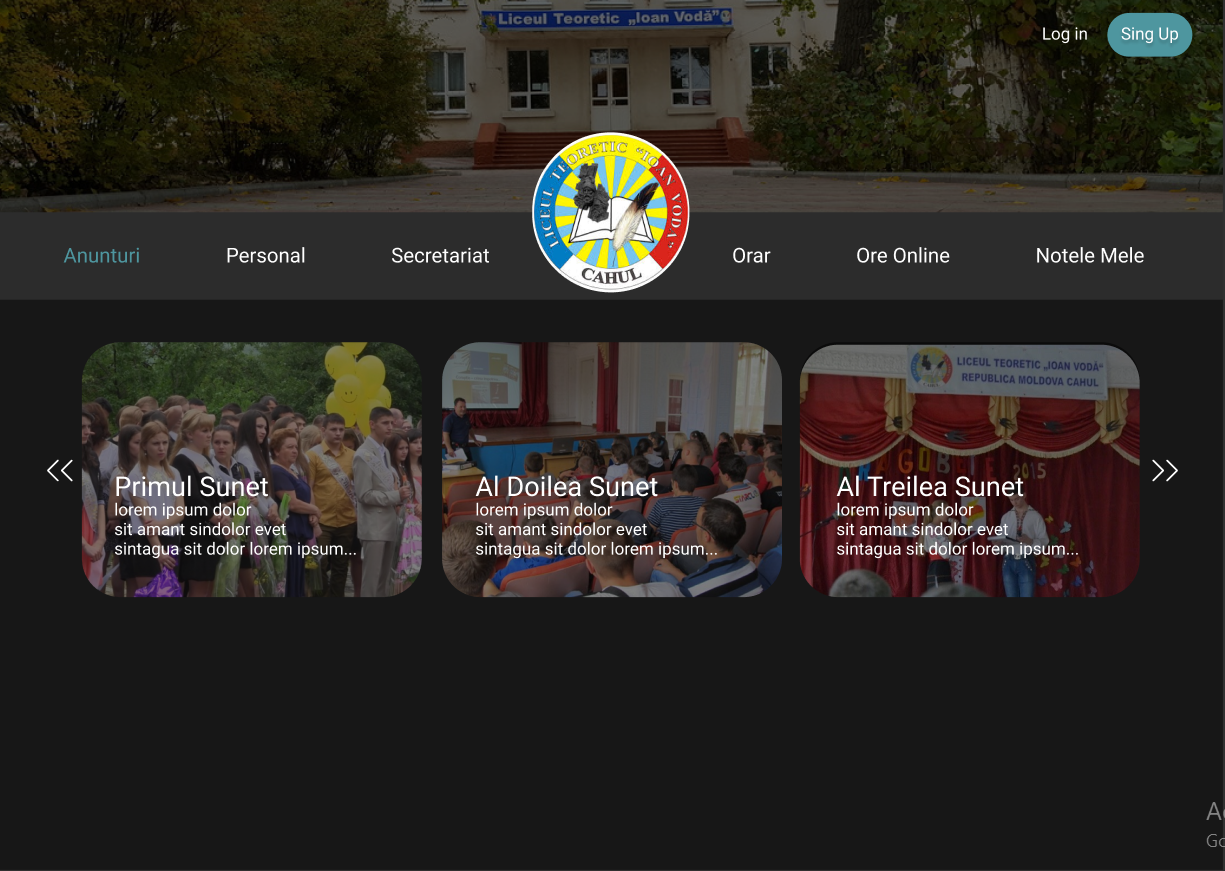 Liceul Teoretic „Ioan Vodă"
Log in
Sing Up
LICEUL TEORETIC "IOAN VODĂ"
CAHUL
Anunturi
Personal
Secretariat
Orar
Ore Online
Notele Mele
LICEUL TEORETIC „IOAN VODĂ"
REPUBLICA MOLDOVA CAHUL
2015
Primul Sunet
lorem ipsum dolor
sit amant sindolor evet
sintagua sit dolor lorem ipsum...
Al Doilea Sunet
lorem ipsum dolor
sit amant sindolor evet
sintagua sit dolor lorem ipsum...
Al Treilea Sunet
lorem ipsum dolor
sit amant sindolor evet
sintagua sit dolor lorem ipsum...